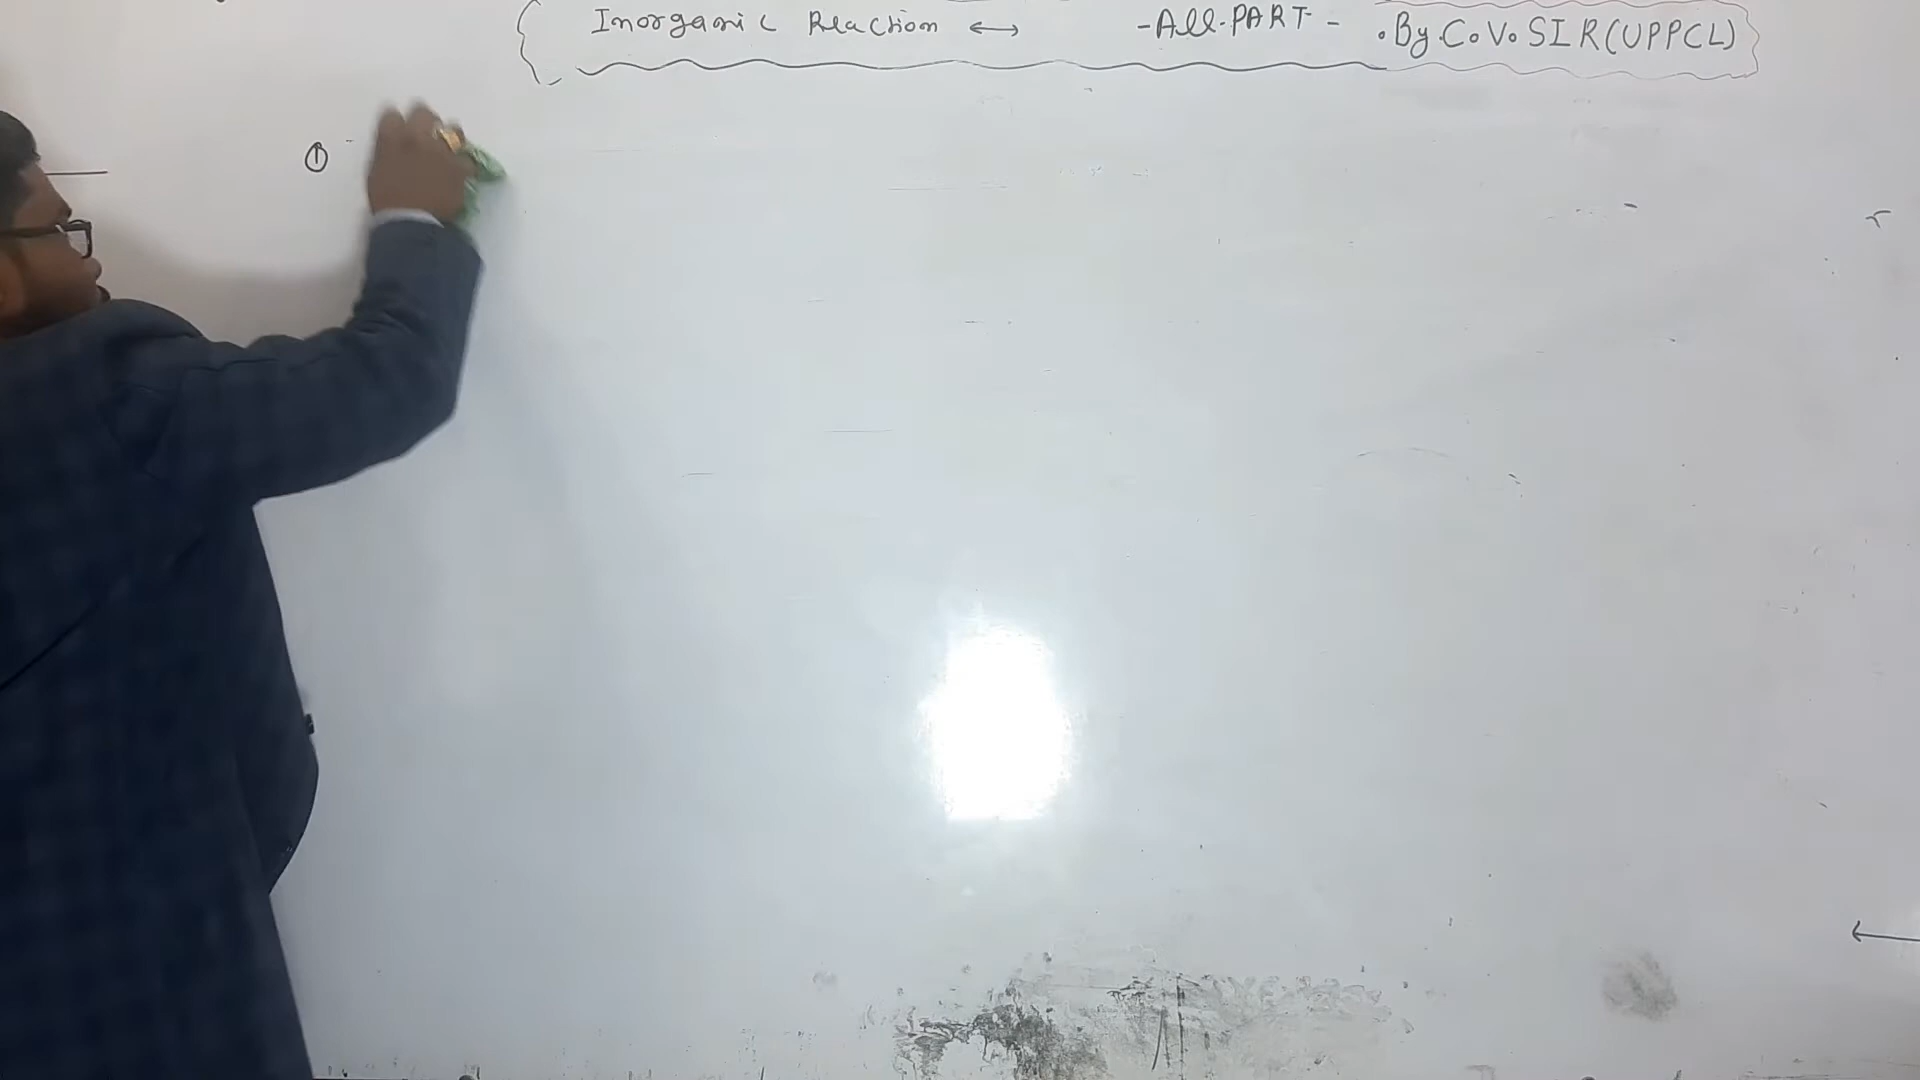 Inorganic Reaction ↔ -All-PART- .By.C.V.SIR(UPPCL)
①